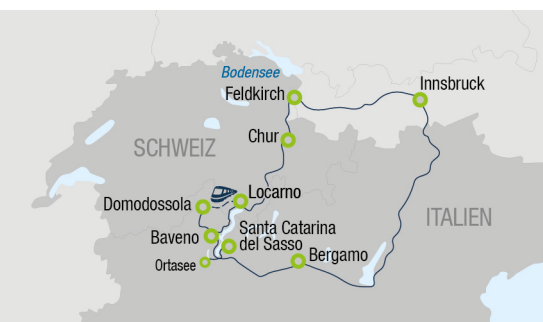 Bodensee
Feldkirch
Innsbruck
Chur
SCHWEIZ
Locarno
Domodossola
ITALIEN
Santa Catarina
del Sasso
Baveno
Bergamo
Ortasee